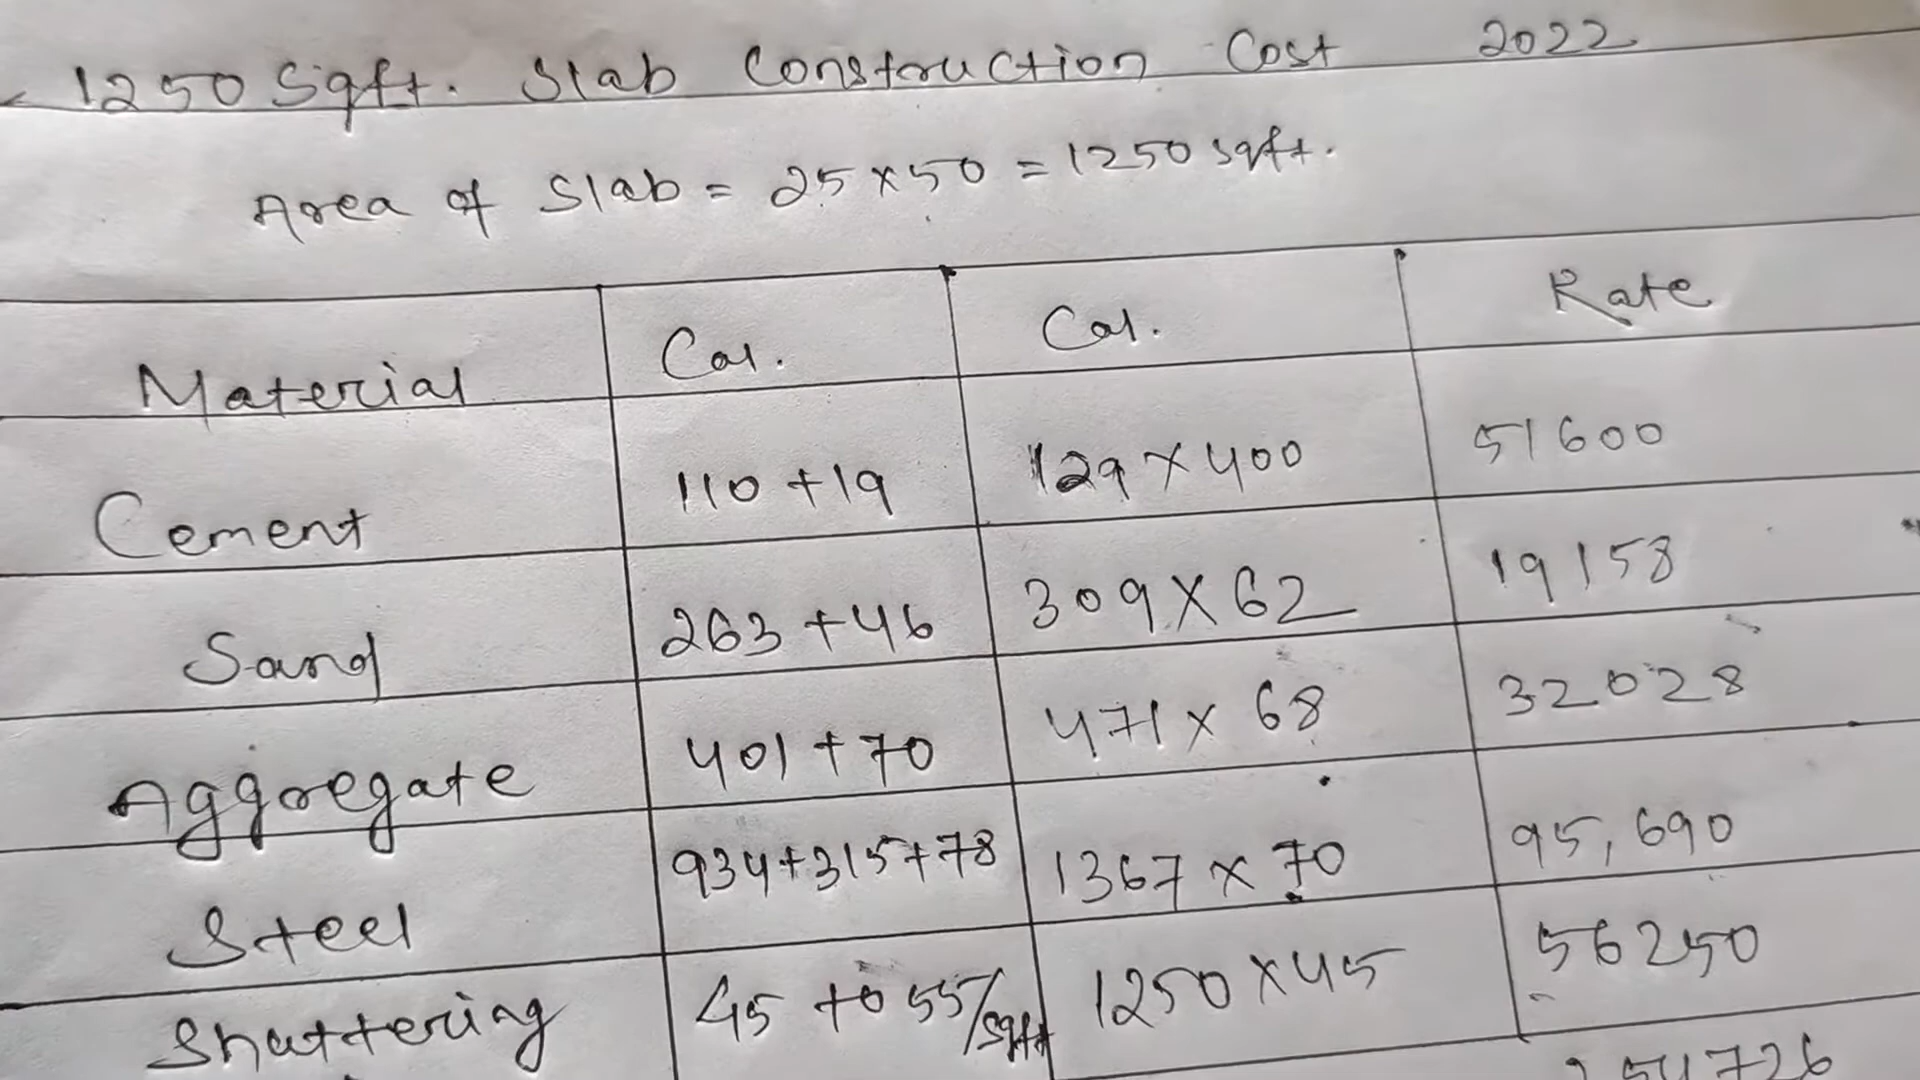 1250 Sqft. Slab Construction Cost 2022
Area of Slab = 25 × 50 = 1250 sqft.
Material Cal. Cal. Rate
Cement 110 + 19 129 × 400 51600
Sand 263 + 46 309 × 62 19158
Aggregate 401 + 70 471 × 68 32028
Steel 934+315+78 1367 × 70 95,690
Shuttering 45 to 55/sqft 1250 × 45 56250
254726